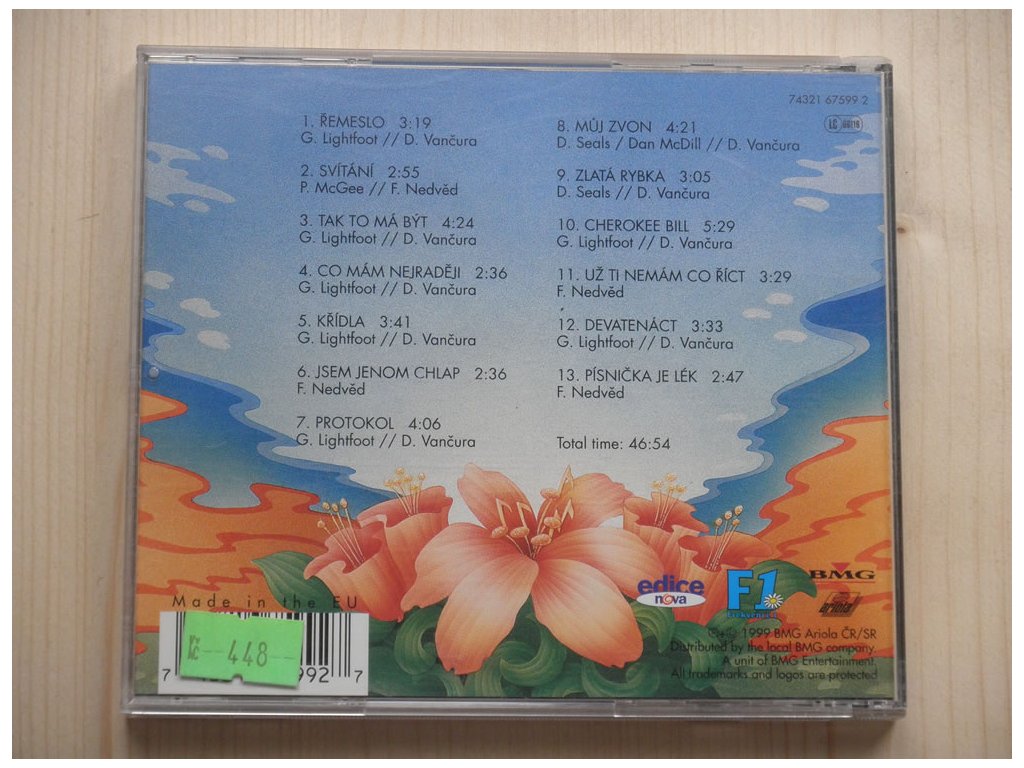 74321 67599 2
LC
1. ŘEMESLO 3:19
G. Lightfoot // D. Vančura
2. SVÍTÁNÍ 2:55
P. McGee // F. Nedvěd
3. TAK TO MÁ BÝT 4:24
G. Lightfoot // D. Vančura
4. CO MÁM NEJRADĚJI 2:36
G. Lightfoot // D. Vančura
5. KŘÍDLA 3:41
G. Lightfoot // D. Vančura
6. JSEM JENOM CHLAP 2:36
F. Nedvěd
7. PROTOKOL 4:06
G. Lightfoot // D. Vančura
8. MŮJ ZVON 4:21
D. Seals / Dan McDill // D. Vančura
9. ZLATÁ RYBKA 3:05
D. Seals // D. Vančura
10. CHEROKEE BILL 5:29
G. Lightfoot // D. Vančura
11. UŽ TI NEMÁM CO ŘÍCT 3:29
F. Nedvěd
12. DEVATENÁCT 3:33
G. Lightfoot // D. Vančura
13. PÍSNIČKA JE LÉK 2:47
F. Nedvěd
Total time: 46:54
edice
nova
F1
BMG
ariola
Made in the EU
Kč 448
7 992 7
℗ + © 1999 BMG Ariola ČR/SR
Distributed by the local BMG company.
A unit of BMG Entertainment.
All trademarks and logos are protected